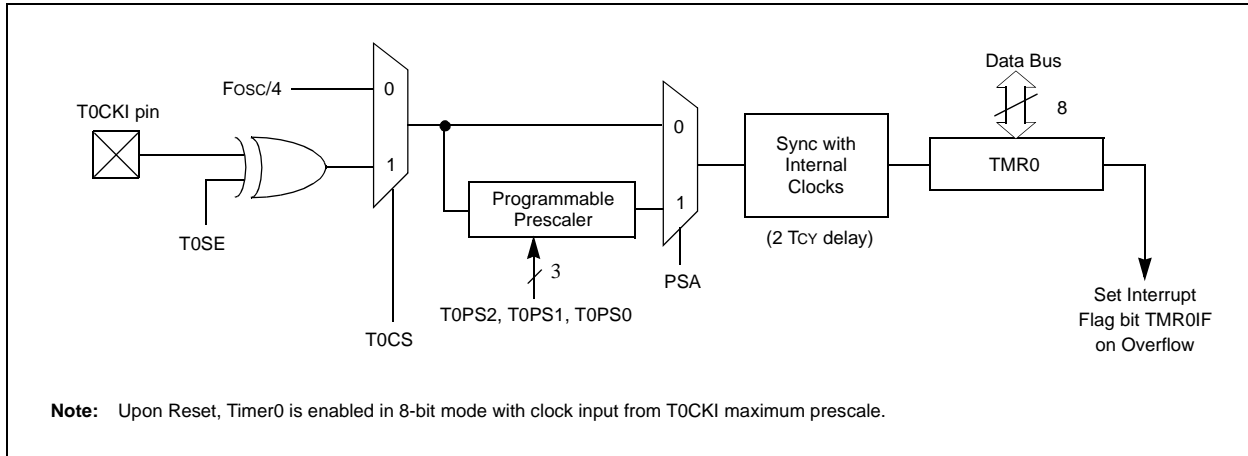 Data Bus
FOSC/4
0
T0CKI pin
8
0
1
Sync with
Internal
Clocks
TMR0
Programmable
Prescaler
1
T0SE
(2 TCY delay)
3
PSA
T0PS2, T0PS1, T0PS0
Set Interrupt
Flag bit TMR0IF
on Overflow
T0CS
Note: Upon Reset, Timer0 is enabled in 8-bit mode with clock input from T0CKI maximum prescale.